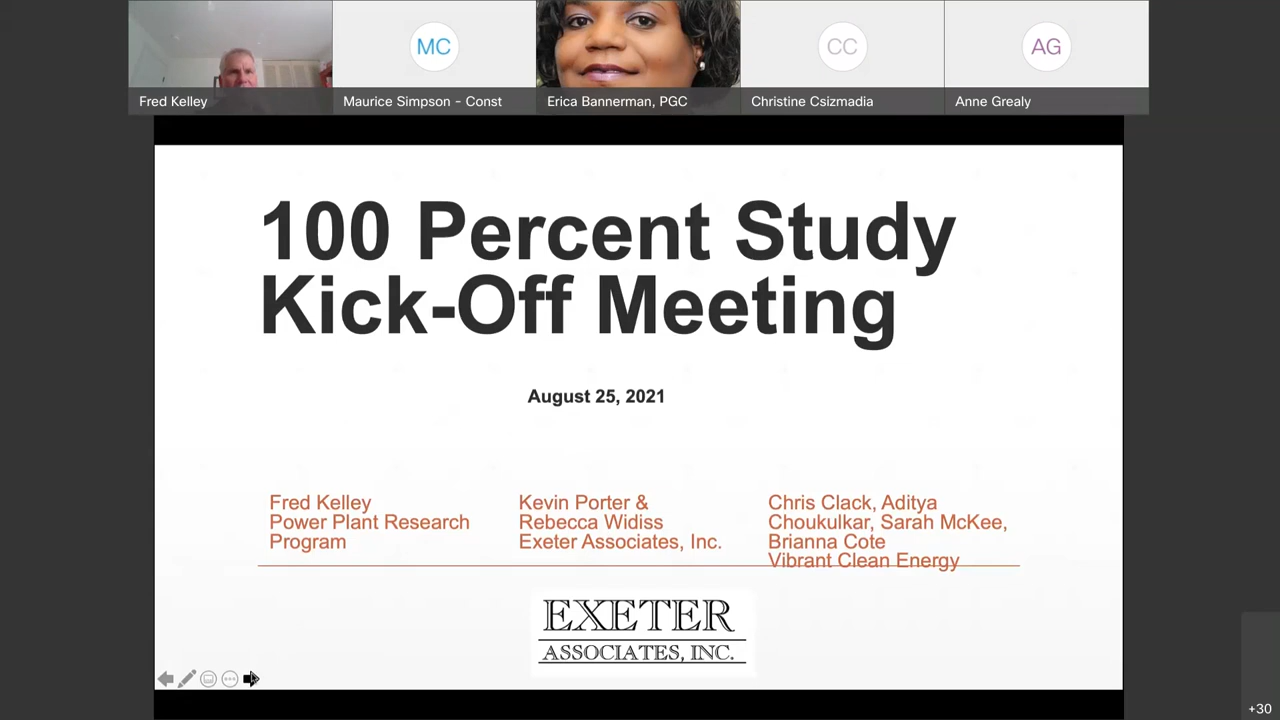 MC
CC
AG
Fred Kelley
Maurice Simpson - Const
Erica Bannerman, PGC
Christine Csizmadia
Anne Grealy
100 Percent Study
Kick-Off Meeting
August 25, 2021
Fred Kelley
Power Plant Research
Program
Kevin Porter &
Rebecca Widiss
Exeter Associates, Inc.
Chris Clack, Aditya
Choukulkar, Sarah McKee,
Brianna Cote
Vibrant Clean Energy
EXETER
ASSOCIATES, INC.
+30